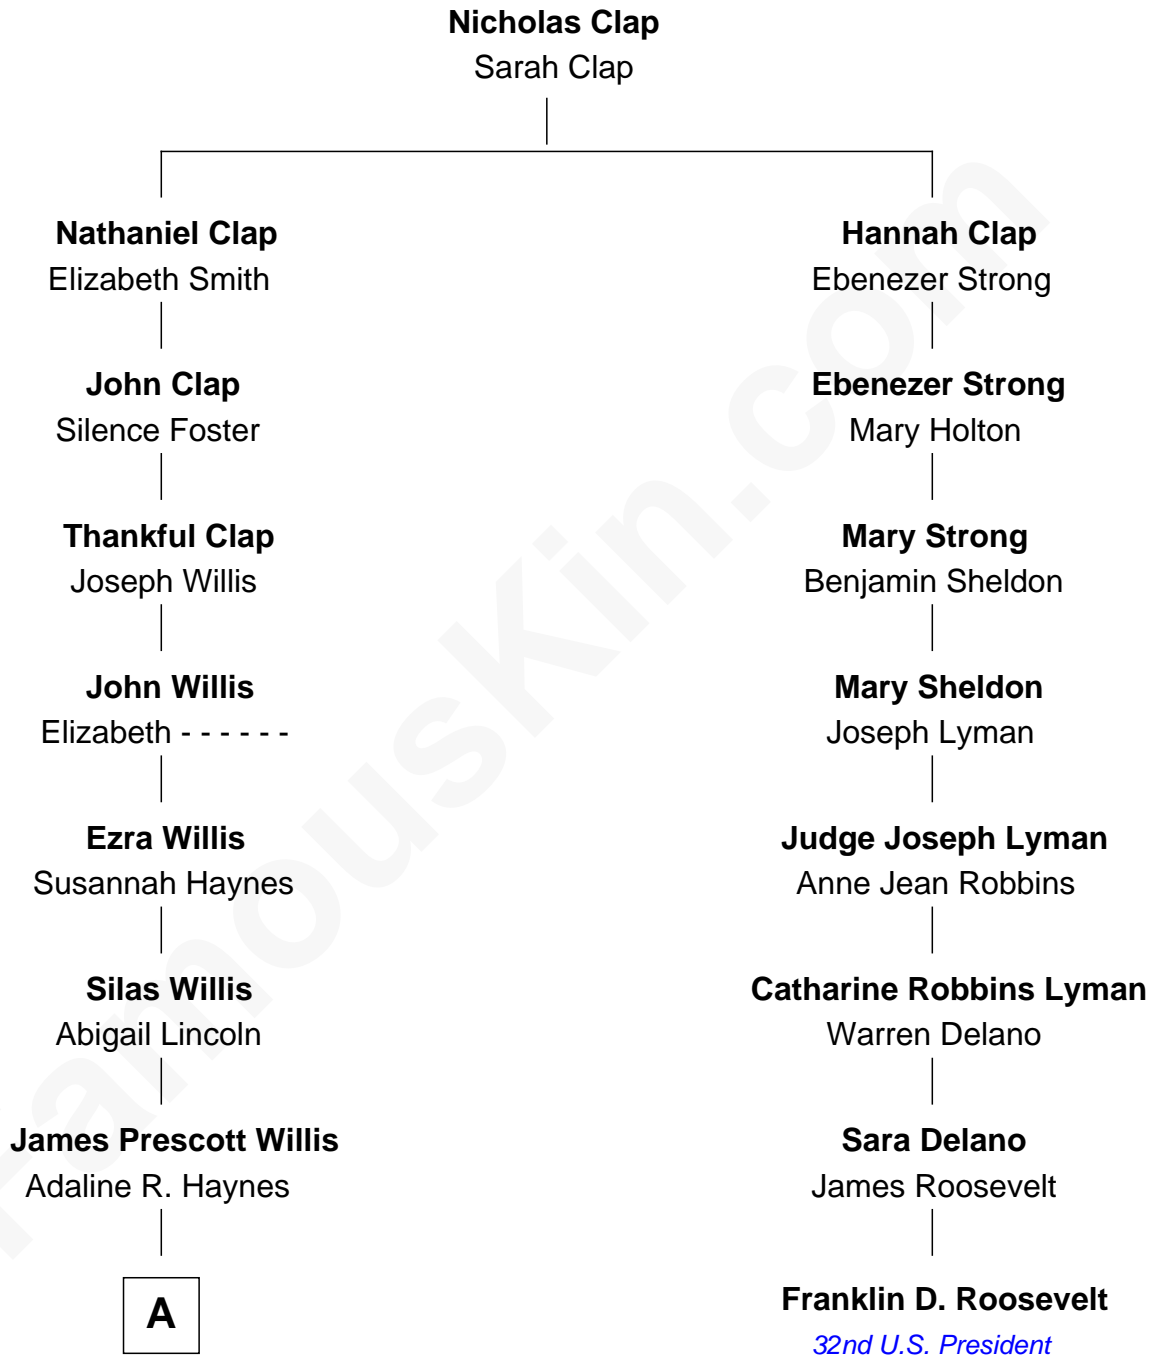 Nicholas Clap
Sarah Clap
Nathaniel Clap
Elizabeth Smith
John Clap
Silence Foster
Thankful Clap
Joseph Willis
John Willis
Elizabeth - - - - - -
Ezra Willis
Susannah Haynes
Silas Willis
Abigail Lincoln
James Prescott Willis
Adaline R. Haynes
A
Hannah Clap
Ebenezer Strong
Ebenezer Strong
Mary Holton
Mary Strong
Benjamin Sheldon
Mary Sheldon
Joseph Lyman
Judge Joseph Lyman
Anne Jean Robbins
Catharine Robbins Lyman
Warren Delano
Sara Delano
James Roosevelt
Franklin D. Roosevelt
32nd U.S. President
FamousKin.com